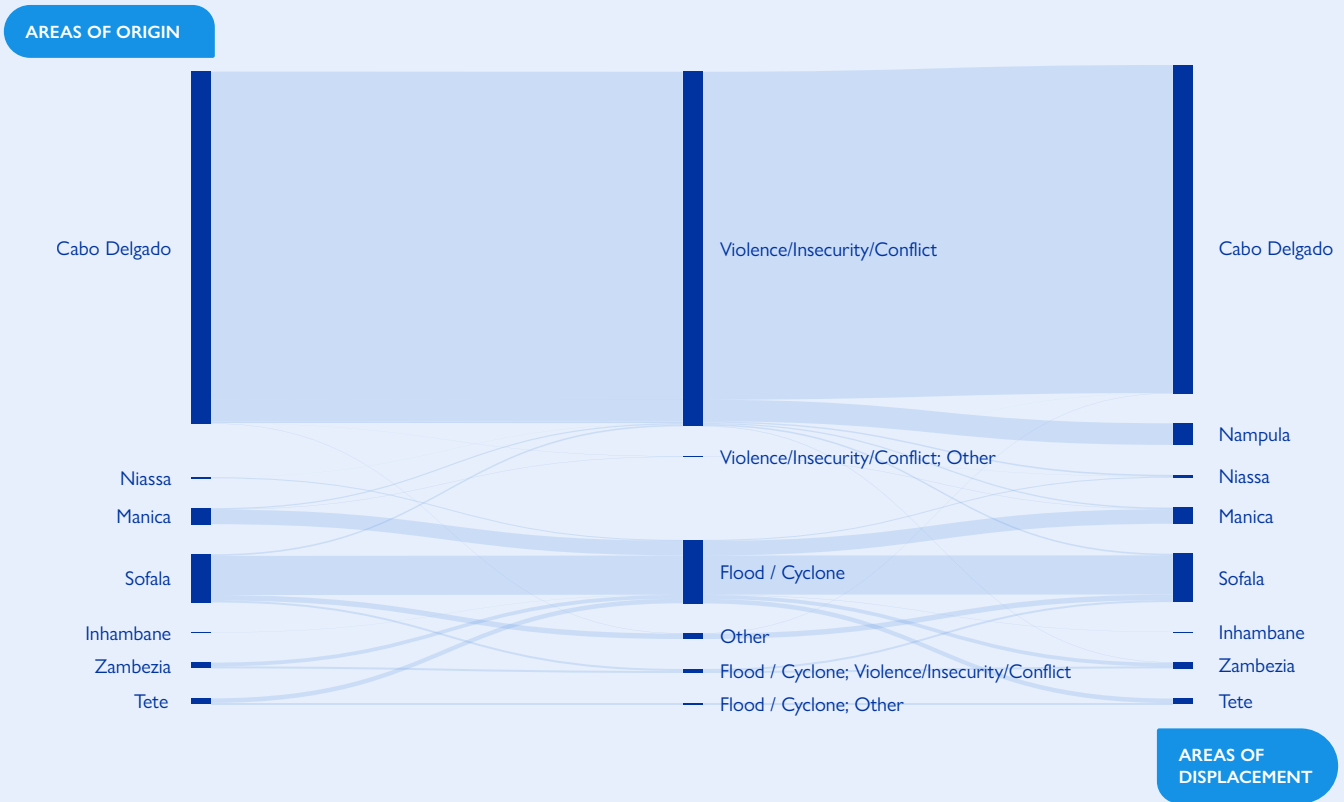 AREAS OF ORIGIN
Cabo Delgado
Niassa
Manica
Sofala
Inhambane
Zambezia
Tete
Violence/Insecurity/Conflict
Violence/Insecurity/Conflict; Other
Flood / Cyclone
Other
Flood / Cyclone; Violence/Insecurity/Conflict
Flood / Cyclone; Other
Cabo Delgado
Nampula
Niassa
Manica
Sofala
Inhambane
Zambezia
Tete
AREAS OF
DISPLACEMENT